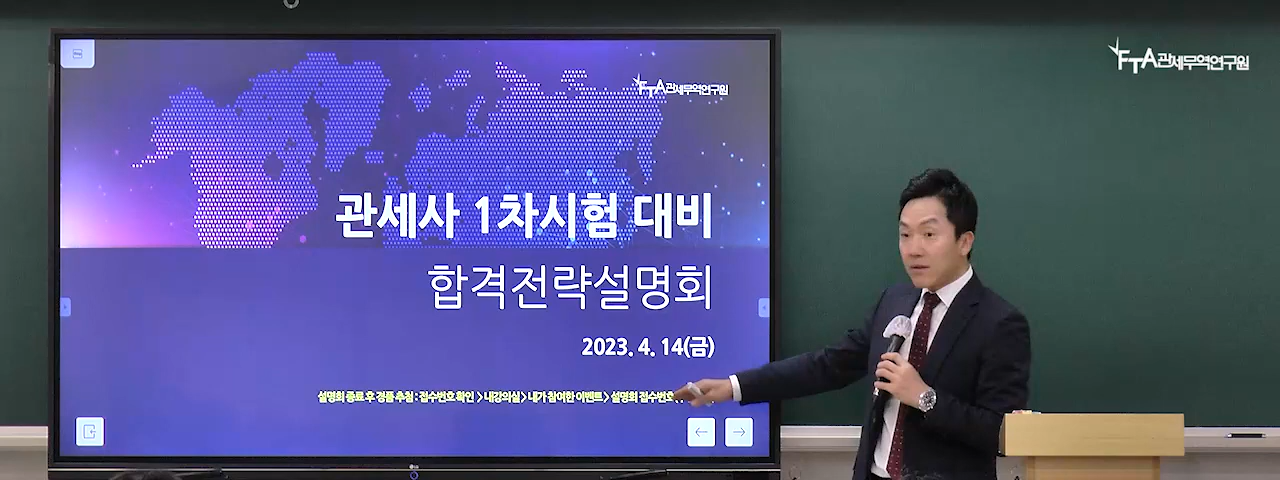 FTA관세무역연구원
FTA관세무역연구원
관세사 1차시험 대비
합격전략설명회
2023. 4. 14(금)
설명회 종료 후 경품 추첨 : 접수번호 확인 > 내강의실 > 내가 참여한 이벤트 > 설명회 접수번호
LG